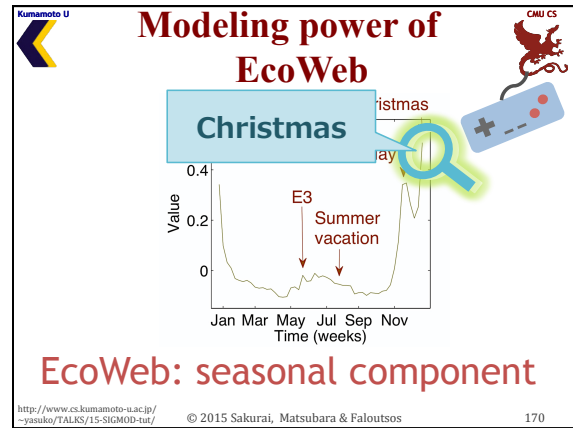 Kumamoto U
CMU CS
Modeling power of
EcoWeb
Christmas
0.4
0.2
0
Value
E3
Summer
vacation
Jan Mar May Jul Sep Nov
Time (weeks)
EcoWeb: seasonal component
http://www.cs.kumamoto-u.ac.jp/
~yasuko/TALKS/15-SIGMOD-tut/
© 2015 Sakurai, Matsubara & Faloutsos
170